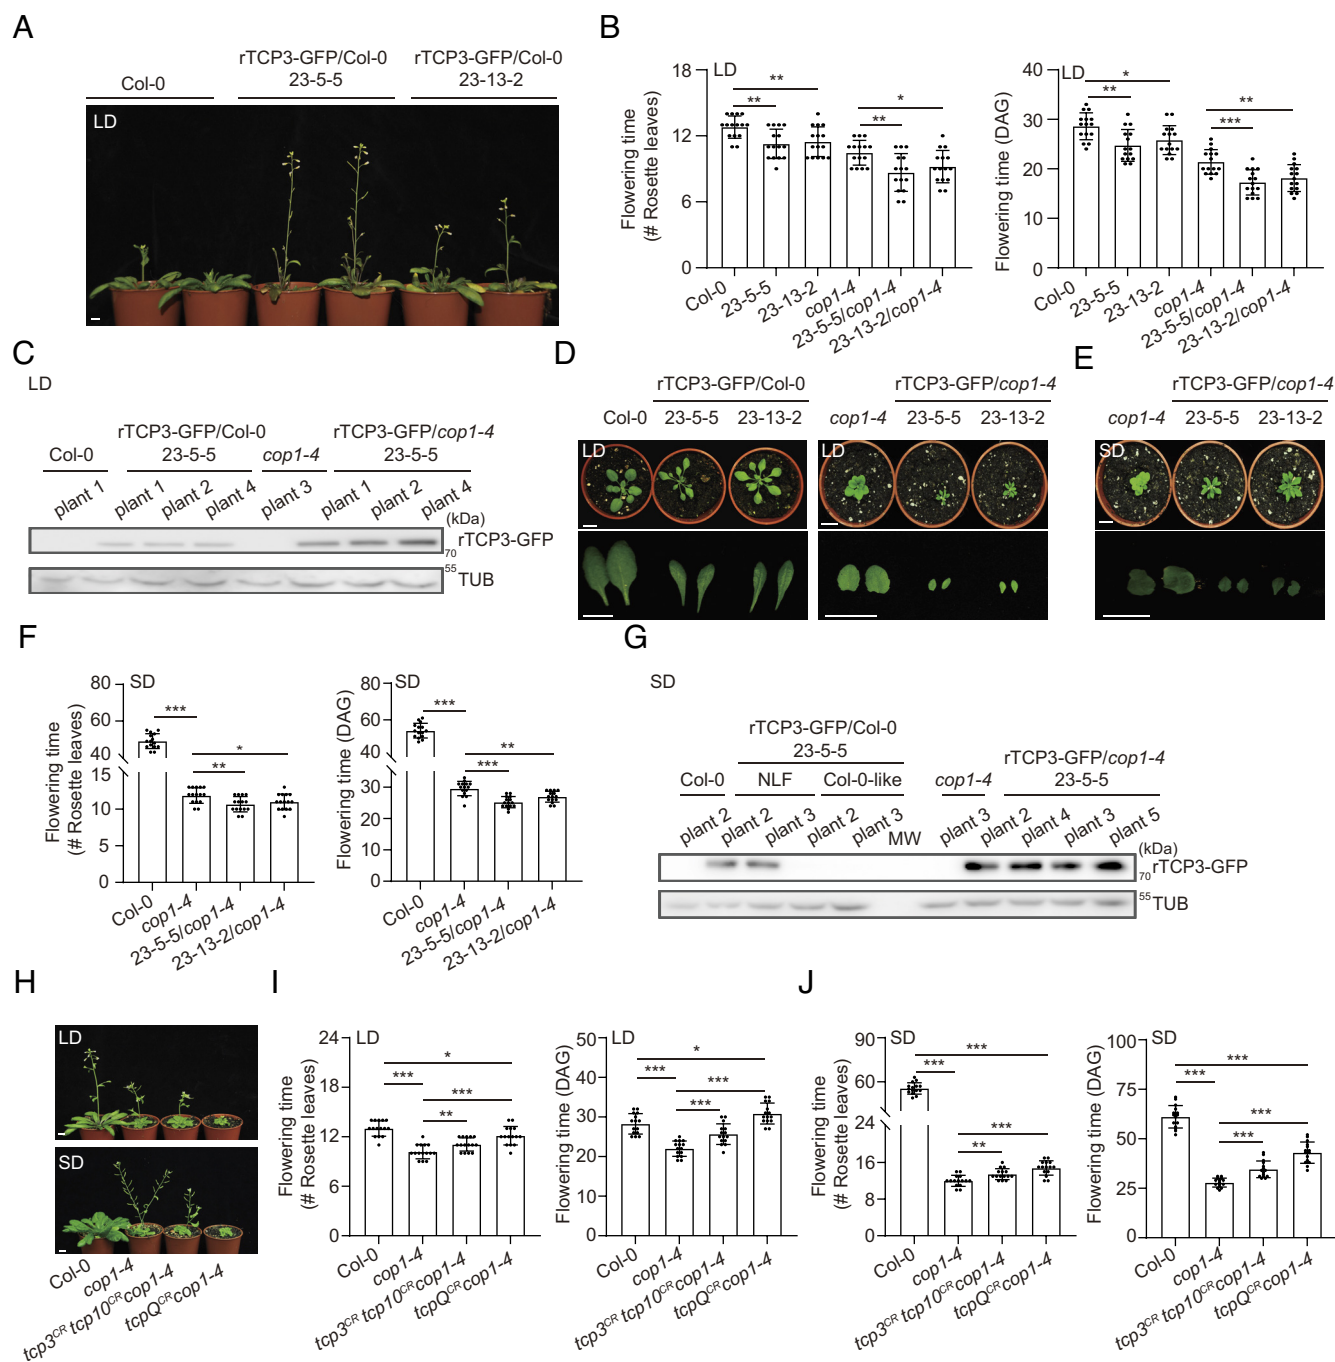 A
Col-0
rTCP3-GFP/Col-0
23-5-5
rTCP3-GFP/Col-0
23-13-2
LD
B
Flowering time
(# Rosette leaves)
18
12
6
0
LD
**
**
*
**
Col-0
23-5-5
23-13-2
cop1-4
23-5-5/cop1-4
23-13-2/cop1-4
Flowering time (DAG)
40
30
20
10
0
LD
*
**
**
***
Col-0
23-5-5
23-13-2
cop1-4
23-5-5/cop1-4
23-13-2/cop1-4
C
LD
Col-0
rTCP3-GFP/Col-0
23-5-5
cop1-4
rTCP3-GFP/cop1-4
23-5-5
plant 1
plant 1
plant 2
plant 4
plant 3
plant 1
plant 2
plant 4
(kDa)
rTCP3-GFP
70
55
TUB
D
rTCP3-GFP/Col-0
Col-0
23-5-5
23-13-2
LD
rTCP3-GFP/cop1-4
cop1-4
23-5-5
23-13-2
LD
E
rTCP3-GFP/cop1-4
cop1-4
23-5-5
23-13-2
SD
F
Flowering time
(# Rosette leaves)
80
60
40
15
10
5
0
SD
***
*
**
Col-0
cop1-4
23-5-5/cop1-4
23-13-2/cop1-4
Flowering time (DAG)
80
60
40
30
20
10
0
SD
***
**
***
Col-0
cop1-4
23-5-5/cop1-4
23-13-2/cop1-4
G
SD
rTCP3-GFP/Col-0
23-5-5
Col-0
NLF
Col-0-like
cop1-4
rTCP3-GFP/cop1-4
23-5-5
plant 2
plant 2
plant 3
plant 2
plant 3
MW
plant 3
plant 2
plant 4
plant 3
plant 5
(kDa)
70
rTCP3-GFP
55
TUB
H
LD
SD
Col-0
cop1-4
tcp3CR tcp10CR cop1-4
tcpQCR cop1-4
I
Flowering time
(# Rosette leaves)
24
18
12
6
0
LD
*
***
***
**
Col-0
cop1-4
tcp3CR tcp10CR cop1-4
tcpQCR cop1-4
Flowering time (DAG)
50
40
30
20
10
0
LD
*
***
***
***
Col-0
cop1-4
tcp3CR tcp10CR cop1-4
tcpQCR cop1-4
J
Flowering time
(# Rosette leaves)
90
60
24
16
8
0
SD
***
***
***
**
Col-0
cop1-4
tcp3CR tcp10CR cop1-4
tcpQCR cop1-4
Flowering time (DAG)
100
75
50
25
0
SD
***
***
***
***
Col-0
cop1-4
tcp3CR tcp10CR cop1-4
tcpQCR cop1-4